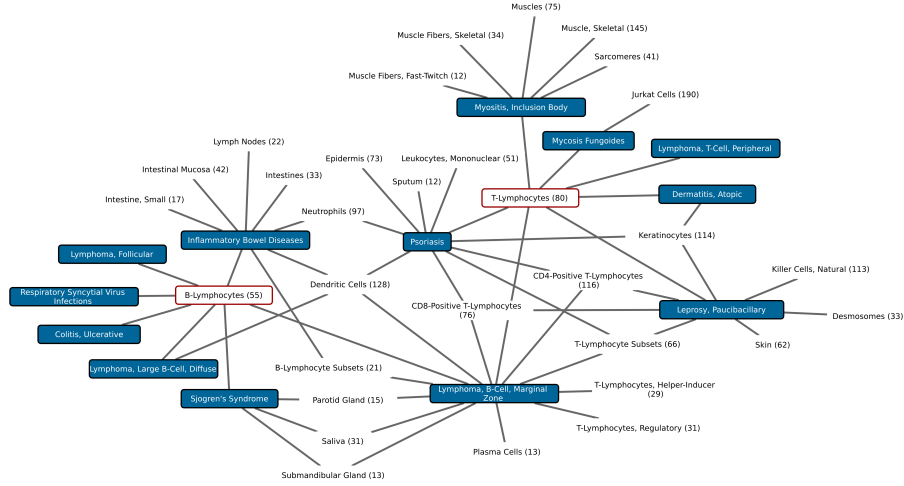 Muscles (75)
Muscle, Skeletal (145)
Muscle Fibers, Skeletal (34)
Sarcomeres (41)
Muscle Fibers, Fast-Twitch (12)
Jurkat Cells (190)
Myositis, Inclusion Body
Mycosis Fungoides
Lymph Nodes (22)
Lymphoma, T-Cell, Peripheral
Epidermis (73)
Leukocytes, Mononuclear (51)
Intestinal Mucosa (42)
Intestines (33)
Sputum (12)
Dermatitis, Atopic
Intestine, Small (17)
T-Lymphocytes (80)
Neutrophils (97)
Keratinocytes (114)
Inflammatory Bowel Diseases
Psoriasis
Lymphoma, Follicular
Killer Cells, Natural (113)
CD4-Positive T-Lymphocytes
(116)
Dendritic Cells (128)
Respiratory Syncytial Virus
Infections
B-Lymphocytes (55)
CD8-Positive T-Lymphocytes
(76)
Leprosy, Paucibacillary
Desmosomes (33)
Colitis, Ulcerative
T-Lymphocyte Subsets (66)
Skin (62)
Lymphoma, Large B-Cell, Diffuse
B-Lymphocyte Subsets (21)
Lymphoma, B-Cell, Marginal
Zone
T-Lymphocytes, Helper-Inducer
(29)
Sjogren's Syndrome
Parotid Gland (15)
T-Lymphocytes, Regulatory (31)
Saliva (31)
Plasma Cells (13)
Submandibular Gland (13)